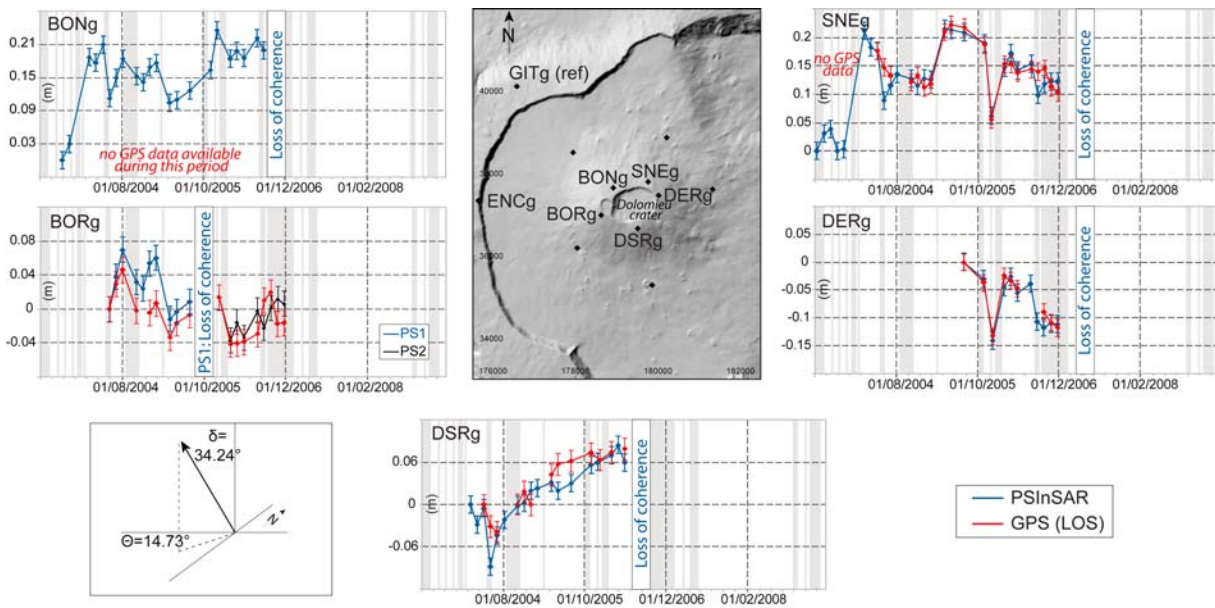 BONg
0.21
0.15
0.09
0.03
(m)
no GPS data available
during this period
Loss of coherence
01/08/2004
01/10/2005
01/12/2006
01/02/2008
BORg
0.08
0.04
0
-0.04
(m)
PS1: Loss of coherence
PS1
PS2
01/08/2004
01/10/2005
01/12/2006
01/02/2008
N
GITg (ref)
40000
38000
36000
34000
ENCg
BONg
SNEg
DERg
BORg
Dolomieu
crater
DSRg
176000
178000
180000
182000
SNEg
no GPS
data
0.2
0.15
0.1
0.05
0
(m)
Loss of coherence
01/08/2004
01/10/2005
01/12/2006
01/02/2008
DERg
0.05
0
-0.05
-0.1
-0.15
(m)
Loss of coherence
01/08/2004
01/10/2005
01/12/2006
01/02/2008
δ=
34.24°
Θ=14.73°
N
DSRg
0.06
0
-0.06
(m)
Loss of coherence
01/08/2004
01/10/2005
01/12/2006
01/02/2008
PSInSAR
GPS (LOS)